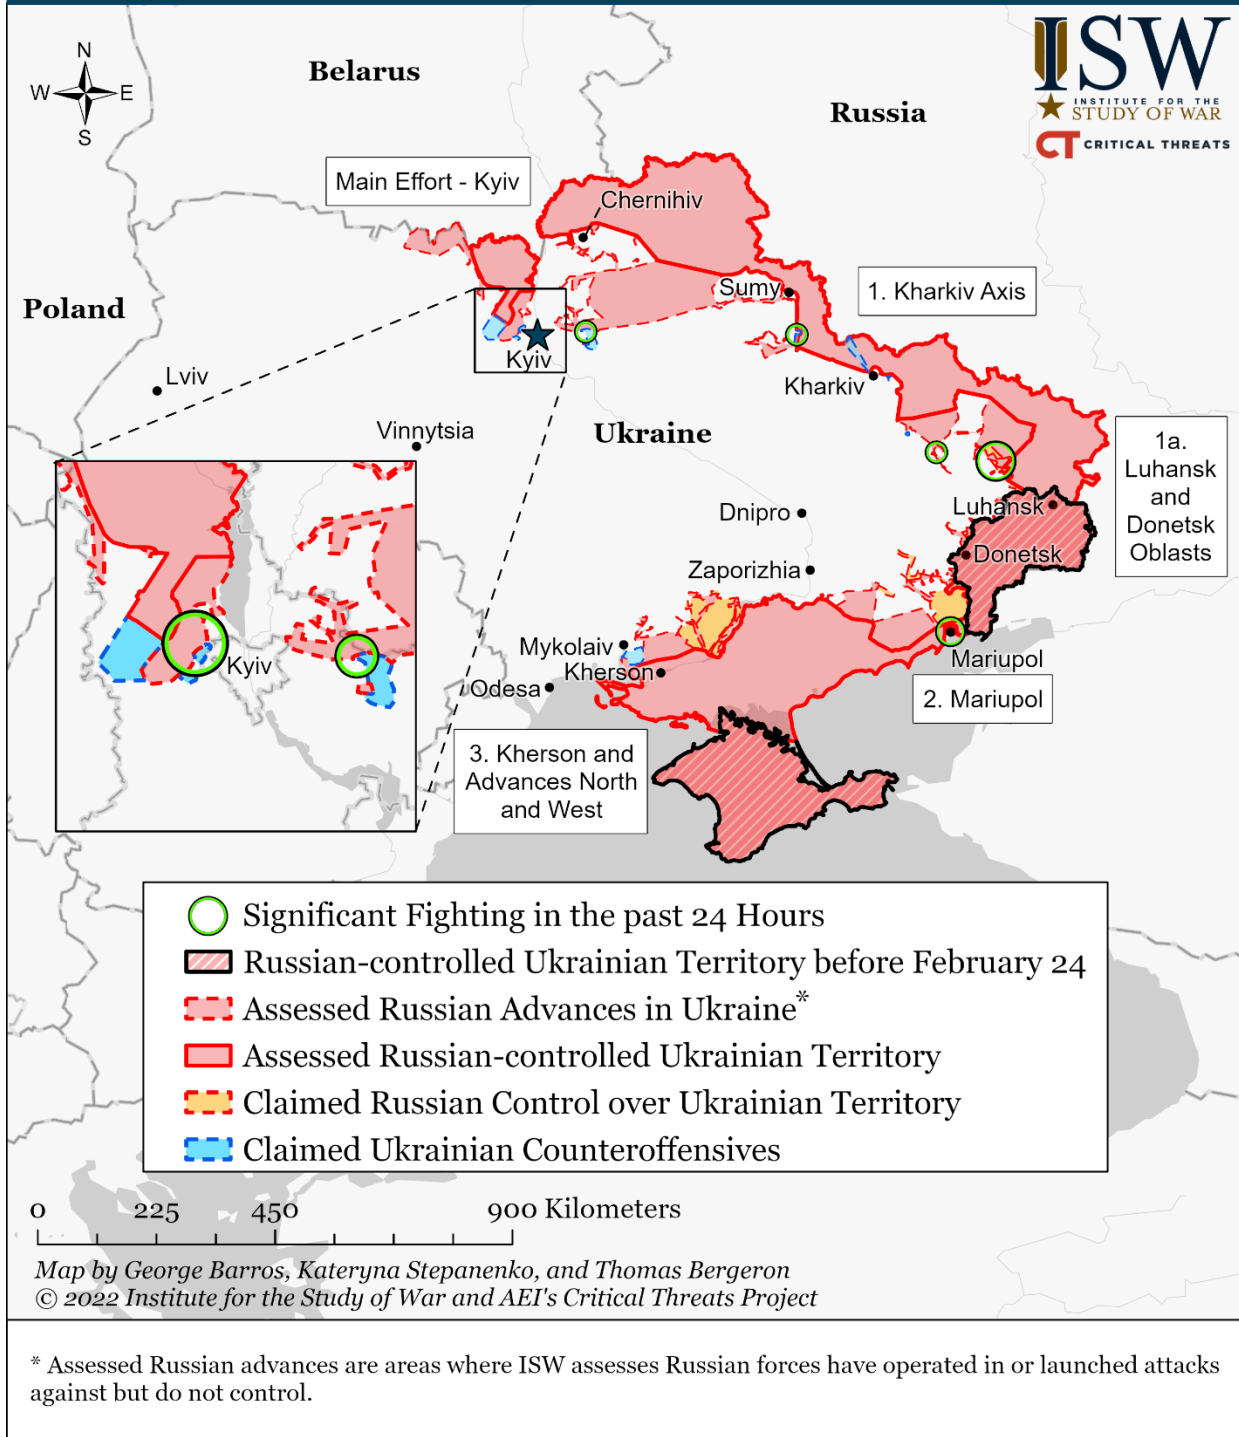 ISW
INSTITUTE FOR THE
STUDY OF WAR
CT CRITICAL THREATS
N
W E
S
Belarus
Russia
Main Effort - Kyiv
Chernihiv
Poland
Sumy
1. Kharkiv Axis
Kyiv
Lviv
Kharkiv
Vinnytsia
Ukraine
1a.
Luhansk
and
Donetsk
Oblasts
Luhansk
Dnipro
Donetsk
Zaporizhia
Kyiv
Mykolaiv
Mariupol
Kherson
Odesa
2. Mariupol
3. Kherson and
Advances North
and West
Significant Fighting in the past 24 Hours
Russian-controlled Ukrainian Territory before February 24
Assessed Russian Advances in Ukraine*
Assessed Russian-controlled Ukrainian Territory
Claimed Russian Control over Ukrainian Territory
Claimed Ukrainian Counteroffensives
0 225 450 900 Kilometers
Map by George Barros, Kateryna Stepanenko, and Thomas Bergeron
© 2022 Institute for the Study of War and AEI's Critical Threats Project
* Assessed Russian advances are areas where ISW assesses Russian forces have operated in or launched attacks
against but do not control.